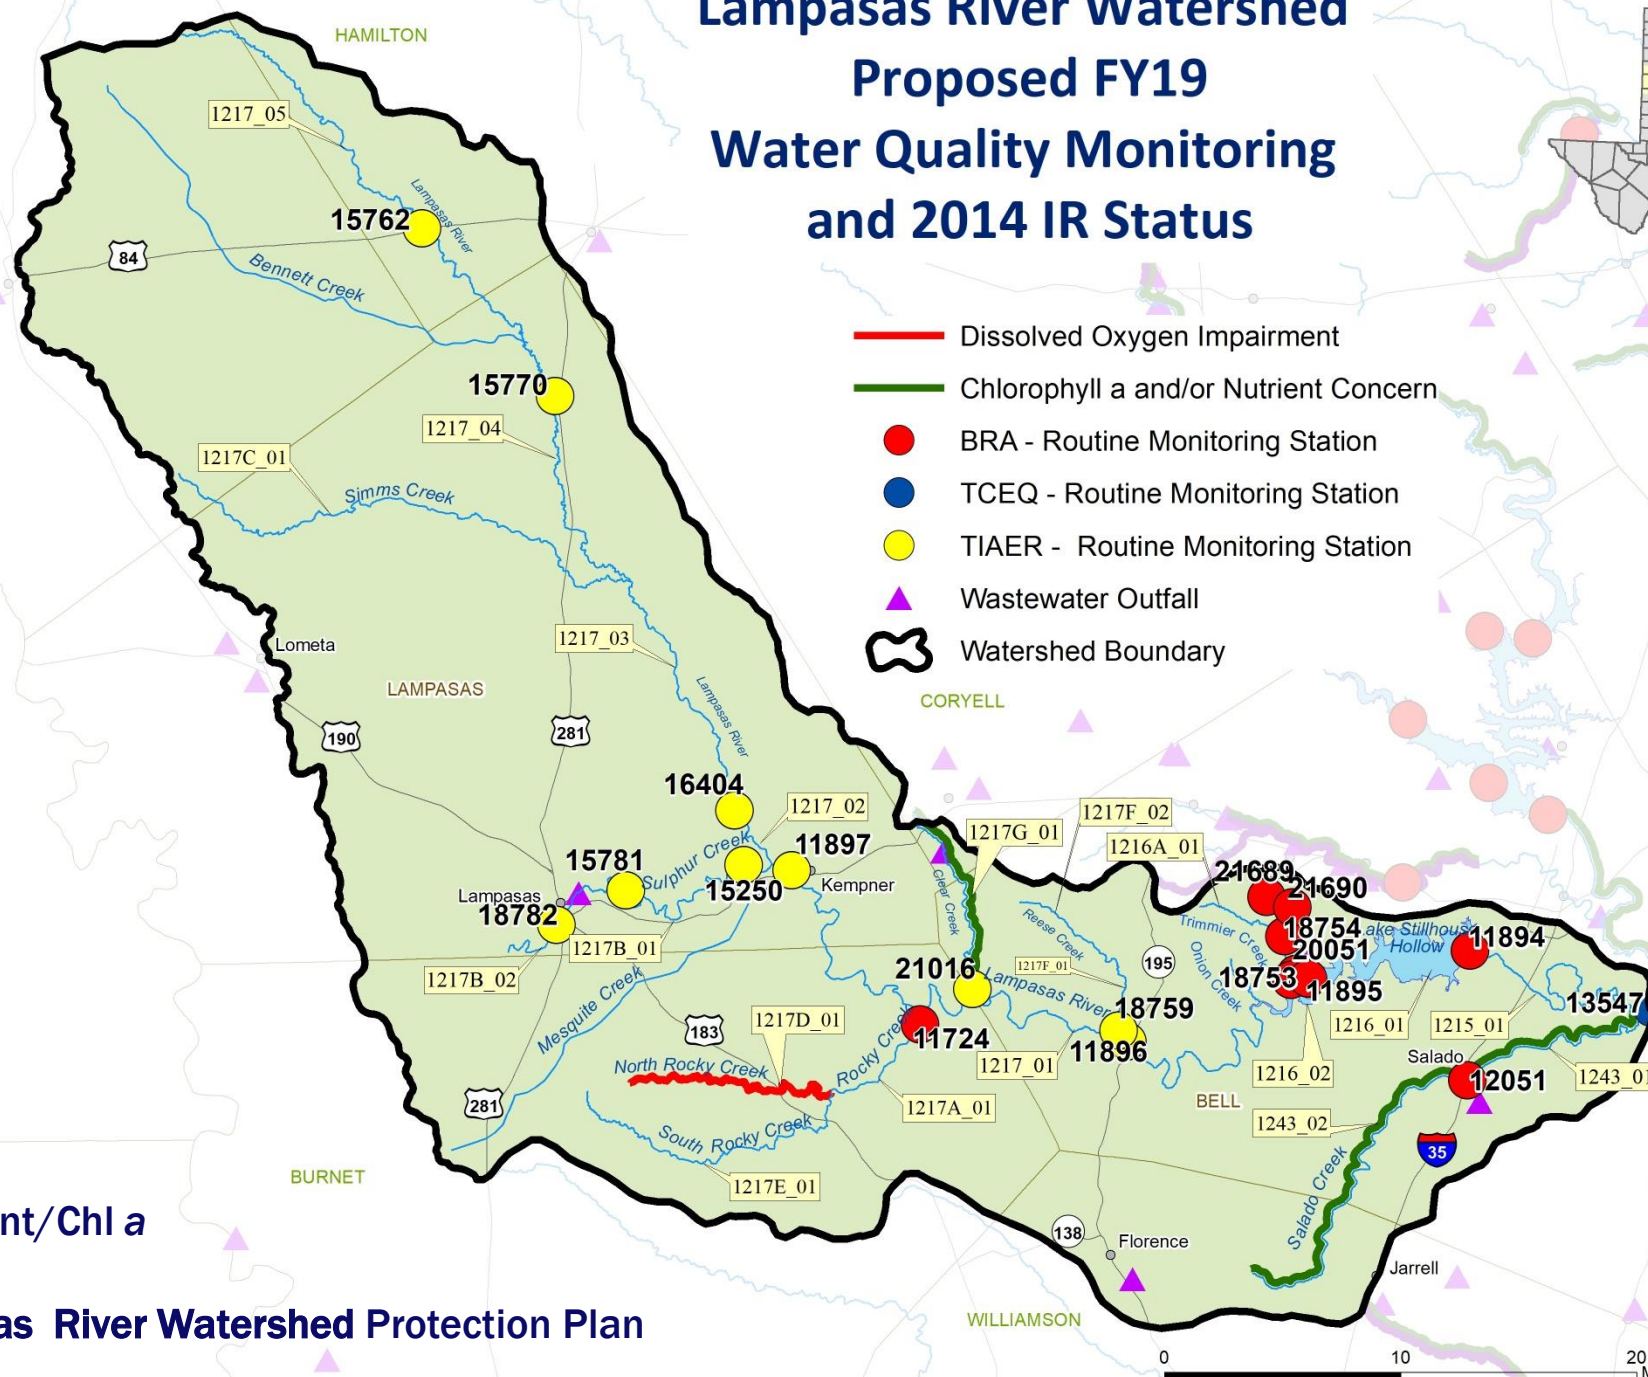 Lampasas River Watershed
Proposed FY19
Water Quality Monitoring
and 2014 IR Status
Dissolved Oxygen Impairment
Chlorophyll a and/or Nutrient Concern
BRA - Routine Monitoring Station
TCEQ - Routine Monitoring Station
TIAER - Routine Monitoring Station
Wastewater Outfall
Watershed Boundary
HAMILTON
1217_05
15762
Lampasas River
84
Bennett Creek
15770
1217_04
1217C_01
Simms Creek
1217_03
Lometa
LAMPASAS
Lampasas River
190
281
CORYELL
16404
1217_02
11897
15781
Sulphur Creek
15250
Kempner
Lampasas
18782
1217B_01
1217B_02
Mesquite Creek
1217G_01
1217F_02
1216A_01
Clear Creek
Reese Creek
21689
21690
Trimmier Creek
18754
ake Stillhouse
Hollow
11894
20051
Onion Creek
195
1217F_01
21016
Lampasas River
18753
11895
18759
13547
11724
11896
1216_01
1215_01
183
1217D_01
North Rocky Creek
Rocky Creek
1217_01
1216_02
Salado
12051
1243_01
281
1217A_01
BELL
1243_02
South Rocky Creek
35
1217E_01
Salado Creek
BURNET
138
Florence
Jarrell
WILLIAMSON
nt/Chl a
as River Watershed Protection Plan
0
10
20